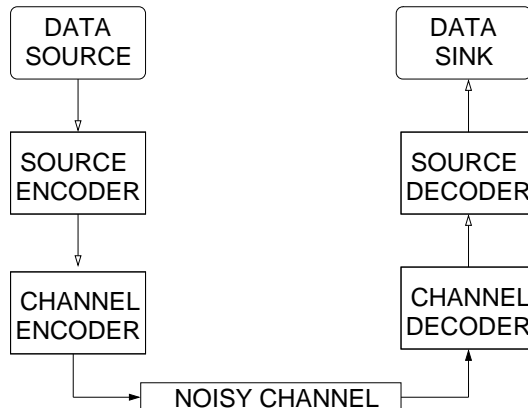 DATA
SOURCE
SOURCE
ENCODER
CHANNEL
ENCODER
NOISY CHANNEL
CHANNEL
DECODER
SOURCE
DECODER
DATA
SINK